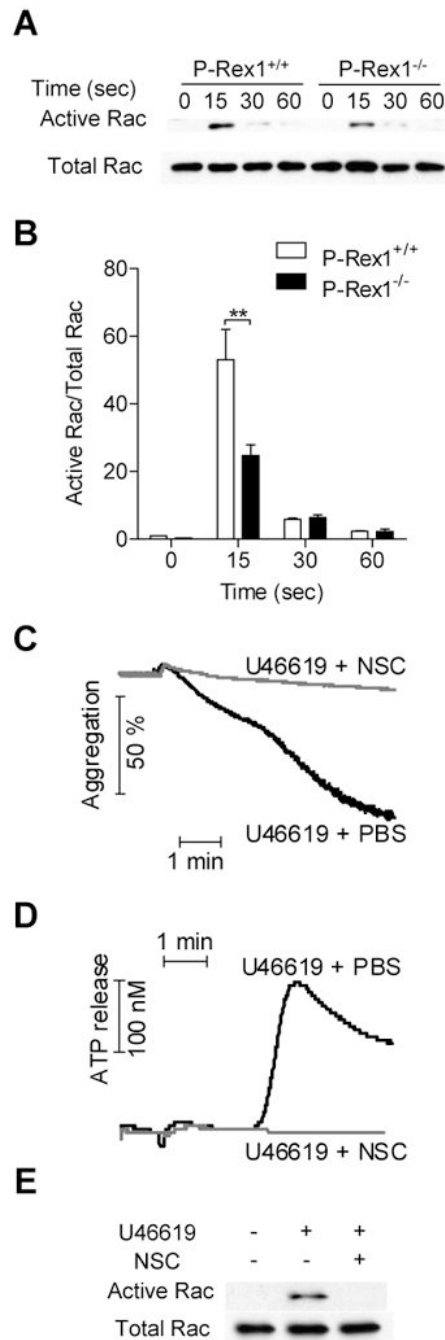 A
P-Rex1+/+ P-Rex1-/-
Time (sec) 0 15 30 60 0 15 30 60
Active Rac
Total Rac
B
P-Rex1+/+
P-Rex1-/-
**
Active Rac/Total Rac
80
60
40
20
0
0 15 30 60
Time (sec)
C
U46619 + NSC
Aggregation
50 %
U46619 + PBS
1 min
D
1 min
U46619 + PBS
ATP release
100 nM
U46619 + NSC
E
U46619 - + +
NSC - - +
Active Rac
Total Rac